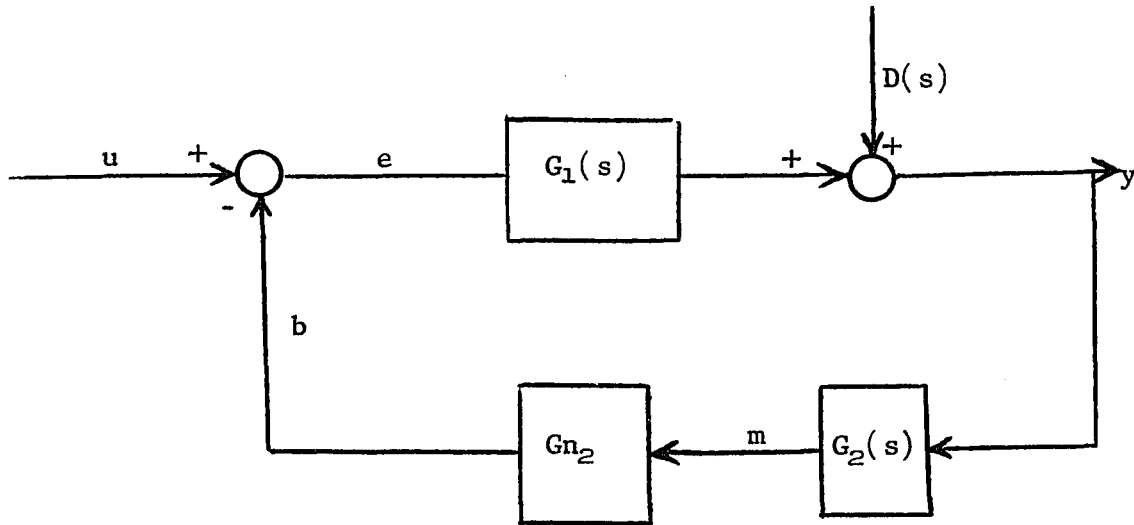 D(s)
u
+
e
G₁(s)
+
+
y
-
b
Gn₂
m
G₂(s)